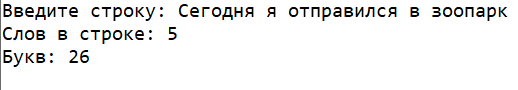 Введите строку: Сегодня я отправился в зоопарк
Слов в строке: 5
Букв: 26